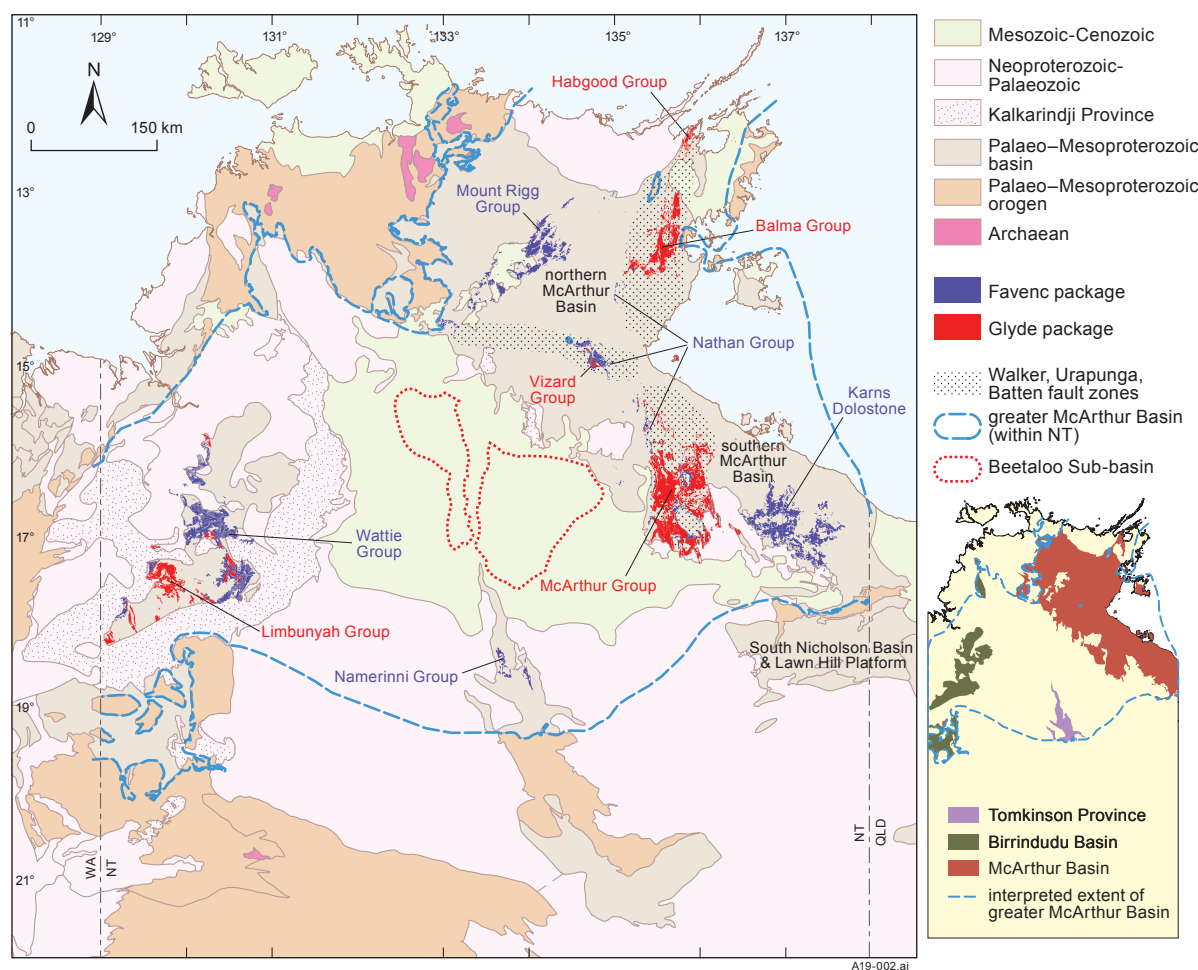 11°
129°
131°
133°
135°
137°
N
0
150 km
13°
15°
17°
19°
21°
Habgood Group
Mount Rigg
Group
Balma Group
northern
McArthur
Basin
Nathan Group
Vizard
Group
Karns
Dolostone
southern
McArthur
Basin
Wattie
Group
McArthur Group
Limbunyah Group
Namerinni Group
South Nicholson Basin
& Lawn Hill Platform
WA
NT
NT
QLD
A19-002.ai
Mesozoic-Cenozoic
Neoproterozoic-
Palaeozoic
Kalkarindji Province
Palaeo–Mesoproterozoic
basin
Palaeo–Mesoproterozoic
orogen
Archaean
Favenc package
Glyde package
Walker, Urapunga,
Batten fault zones
greater McArthur Basin
(within NT)
Beetaloo Sub-basin
Tomkinson Province
Birrindudu Basin
McArthur Basin
interpreted extent of
greater McArthur Basin